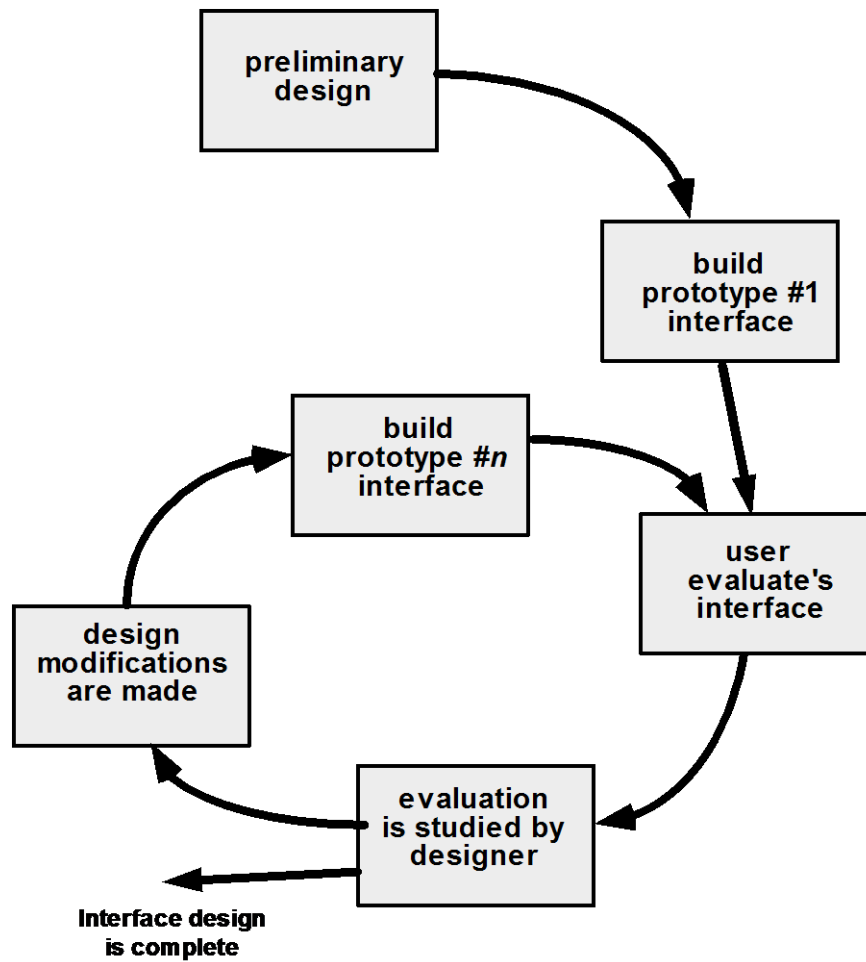 preliminary
design
build
prototype #1
interface
build
prototype #n
interface
user
evaluate's
interface
design
modifications
are made
evaluation
is studied by
designer
Interface design
is complete